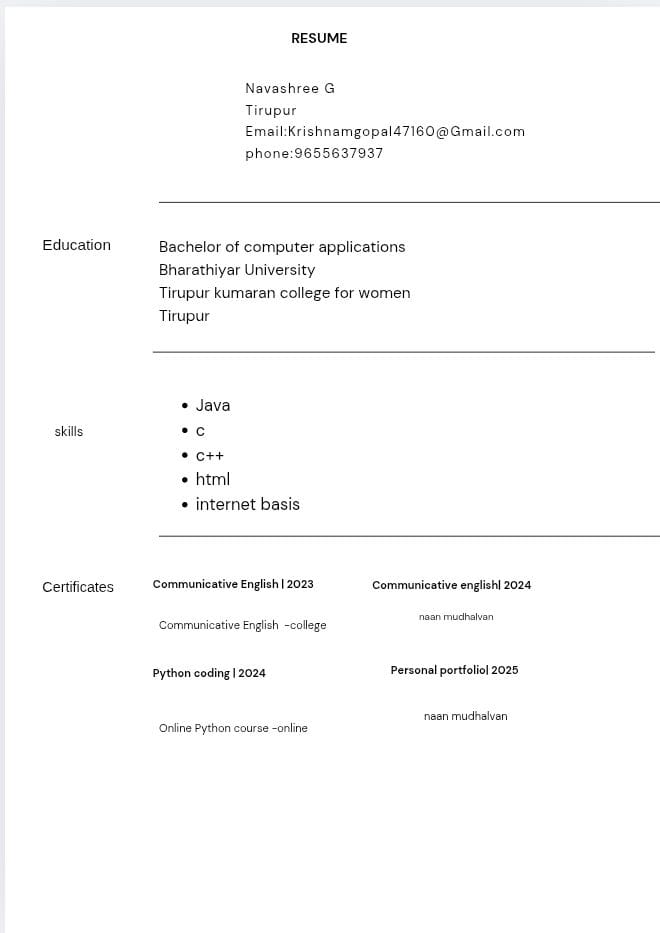 RESUME
Navashree G
Tirupur
Email:Krishnamgopal47160@Gmail.com
phone:9655637937
Education
Bachelor of computer applications
Bharathiyar University
Tirupur kumaran college for women
Tirupur
skills
• Java
• c
• c++
• html
• internet basis
Certificates
Communicative English | 2023
Communicative English -college
Communicative english| 2024
naan mudhalvan
Python coding | 2024
Online Python course -online
Personal portfolio| 2025
naan mudhalvan